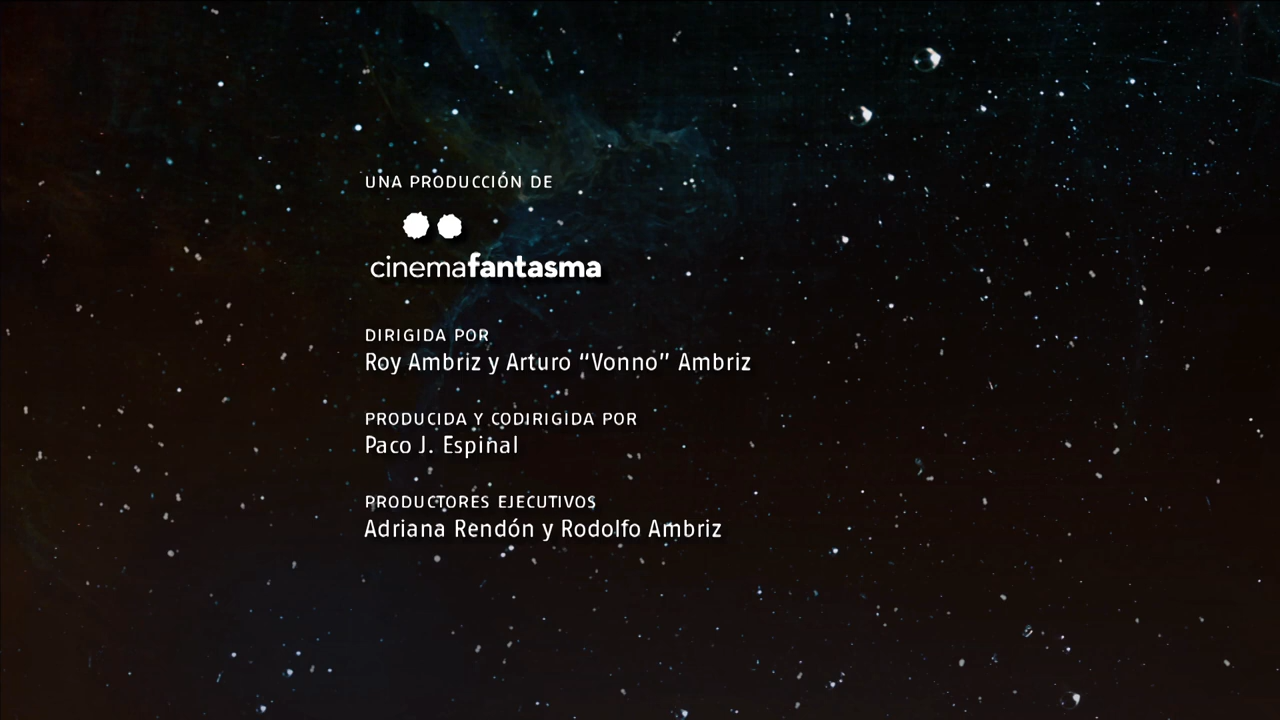 UNA PRODUCCIÓN DE
cinemafantasma
DIRIGIDA POR
Roy Ambriz y Arturo “Vonno” Ambriz
PRODUCIDA Y CODIRIGIDA POR
Paco J. Espinal
PRODUCTORES EJECUTIVOS
Adriana Rendón y Rodolfo Ambriz